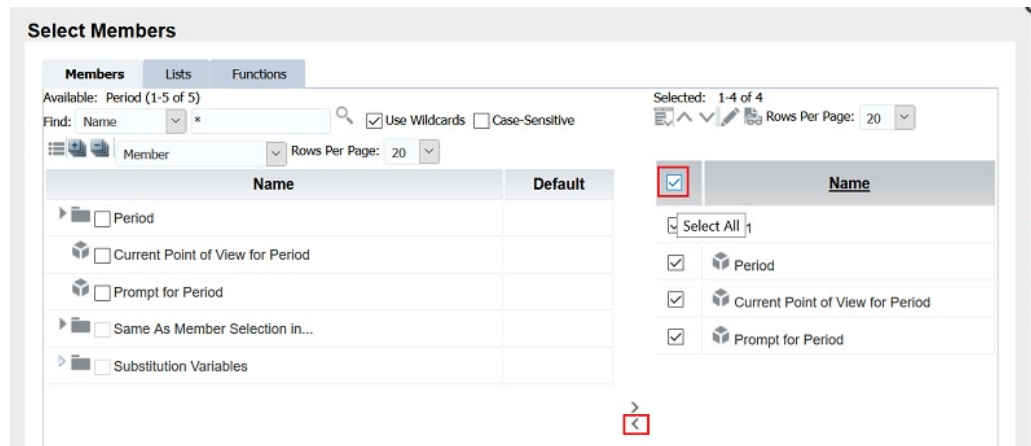 Select Members
Members Lists Functions
Available: Period (1-5 of 5)
Find: Name * Use Wildcards Case-Sensitive
Member Rows Per Page: 20
Name Default
Period
Current Point of View for Period
Prompt for Period
Same As Member Selection in...
Substitution Variables
Selected: 1-4 of 4
Rows Per Page: 20
Name
Select All 1
Period
Current Point of View for Period
Prompt for Period